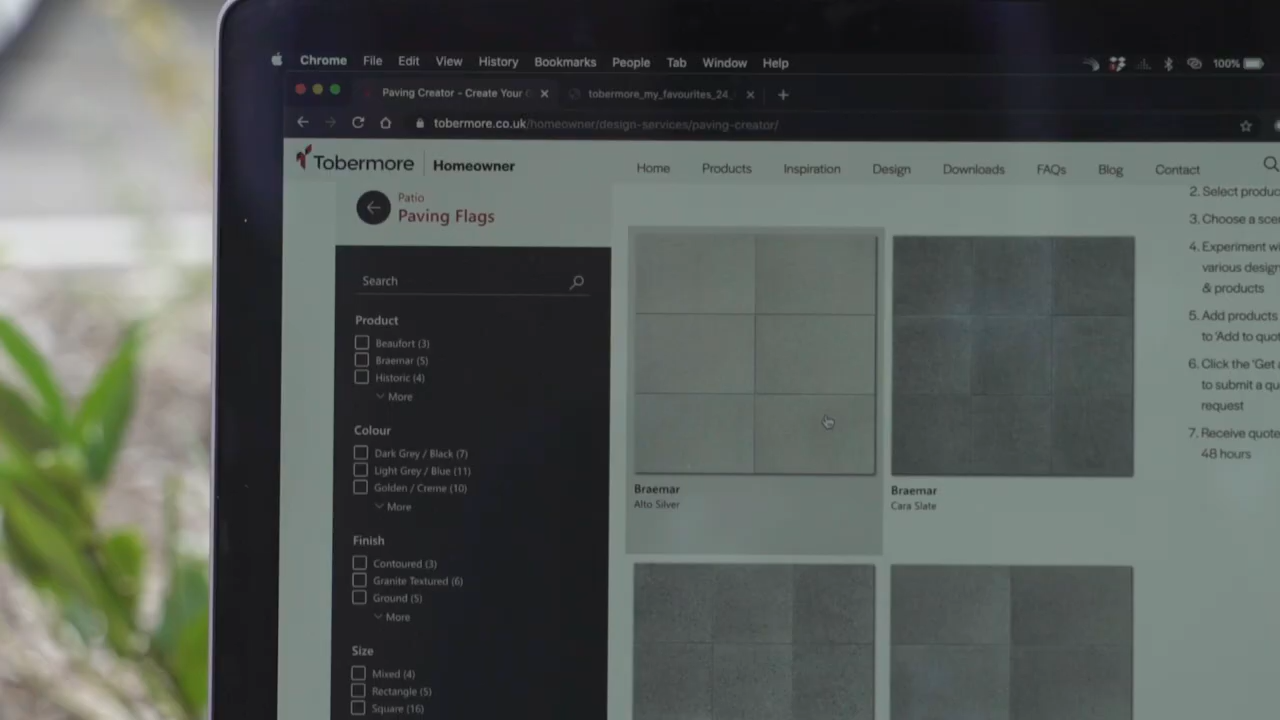 Chrome File Edit View History Bookmarks People Tab Window Help 100%
Paving Creator - Create Your tobermore_my_favourites_24_
tobermore.co.uk/homeowner/design-services/paving-creator/
Tobermore Homeowner Home Products Inspiration Design Downloads FAQs Blog Contact
Patio
Paving Flags
Search
Product
Beaufort (3)
Braemar (5)
Historic (4)
More
Colour
Dark Grey / Black (7)
Light Grey / Blue (11)
Golden / Creme (10)
More
Finish
Contoured (3)
Granite Textured (6)
Ground (5)
More
Size
Mixed (4)
Rectangle (5)
Square (16)
Braemar
Alto Silver
Braemar
Cara Slate
2. Select produc
3. Choose a sce
4. Experiment wi
various design
& products
5. Add products
to 'Add to quot
6. Click the 'Get a
to submit a qu
request
7. Receive quote
48 hours